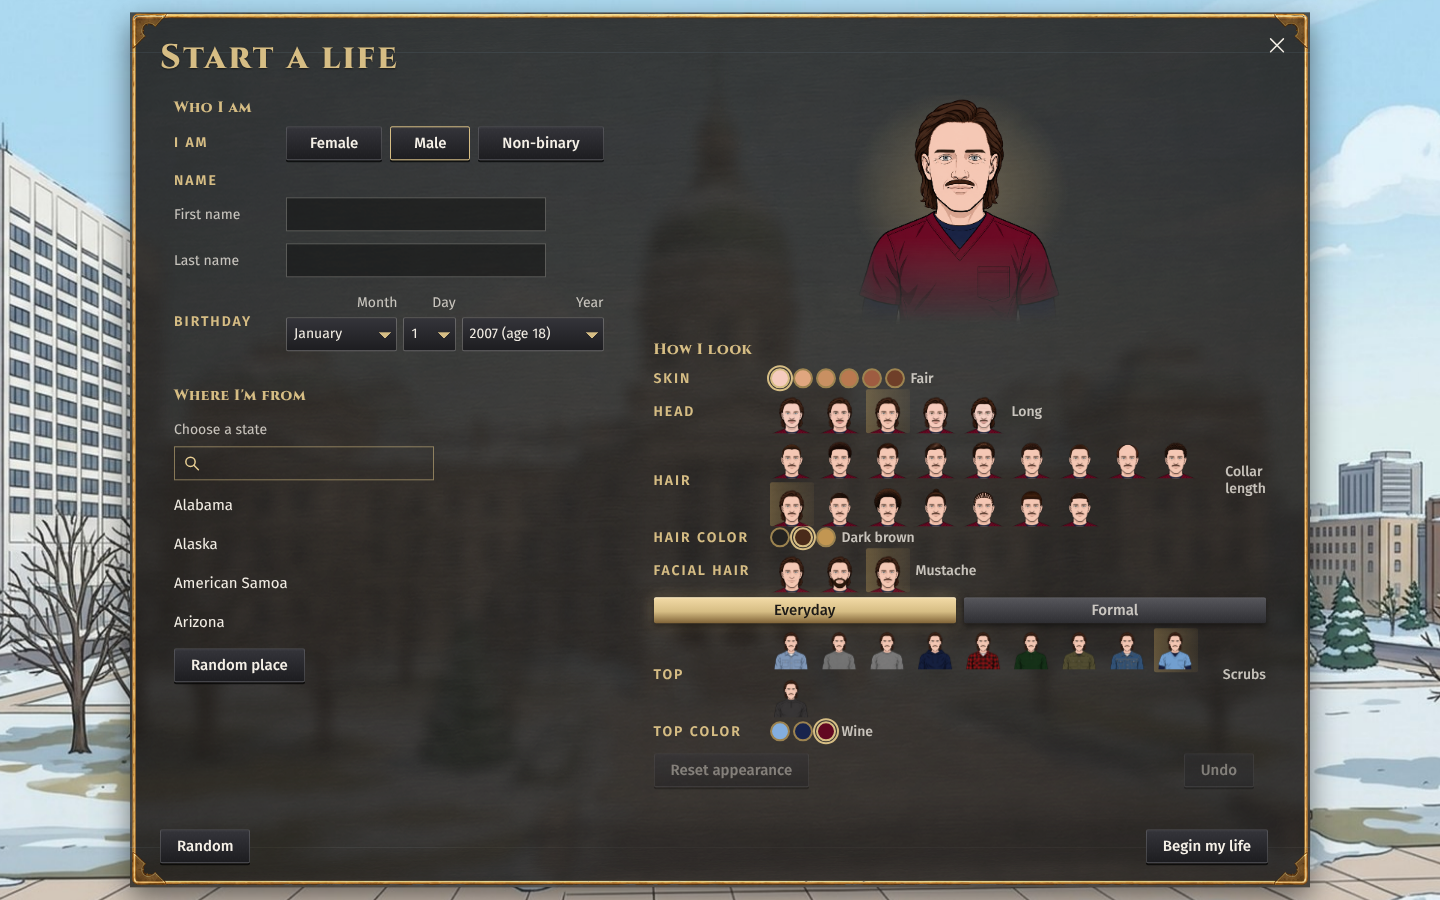 Start a life
Who I am
I AM
Female
Male
Non-binary
NAME
First name
Last name
Month
Day
Year
BIRTHDAY
January
1
2007 (age 18)
Where I'm from
Choose a state
Alabama
Alaska
American Samoa
Arizona
Random place
How I look
SKIN
Fair
HEAD
Long
HAIR
Collar
length
HAIR COLOR
Dark brown
FACIAL HAIR
Mustache
Everyday
Formal
TOP
Scrubs
TOP COLOR
Wine
Reset appearance
Undo
Random
Begin my life